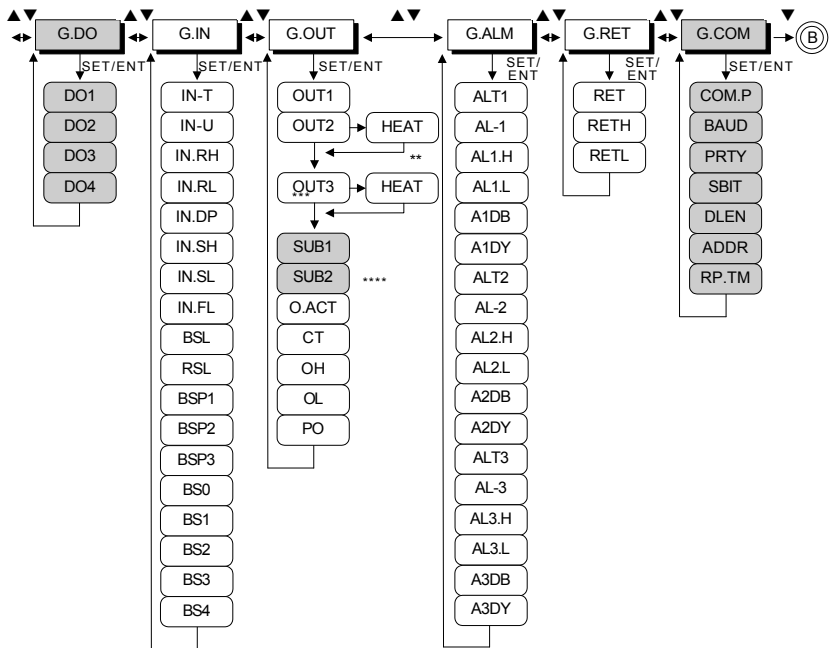 ▲▼ ▲▼ ▲▼ ▲▼ ▲▼ ▲▼ ▼
G.DO G.IN G.OUT G.ALM G.RET G.COM B
SET/ENT SET/ENT SET/ENT SET/ENT SET/ENT SET/ENT
DO1
DO2
DO3
DO4
IN-T
IN-U
IN.RH
IN.RL
IN.DP
IN.SH
IN.SL
IN.FL
BSL
RSL
BSP1
BSP2
BSP3
BS0
BS1
BS2
BS3
BS4
OUT1
OUT2 HEAT
**
OUT3 HEAT
***
SUB1
SUB2 ****
O.ACT
CT
OH
OL
PO
ALT1
AL-1
AL1.H
AL1.L
A1DB
A1DY
ALT2
AL-2
AL2.H
AL2.L
A2DB
A2DY
ALT3
AL-3
AL3.H
AL3.L
A3DB
A3DY
RET
RETH
RETL
COM.P
BAUD
PRTY
SBIT
DLEN
ADDR
RP.TM